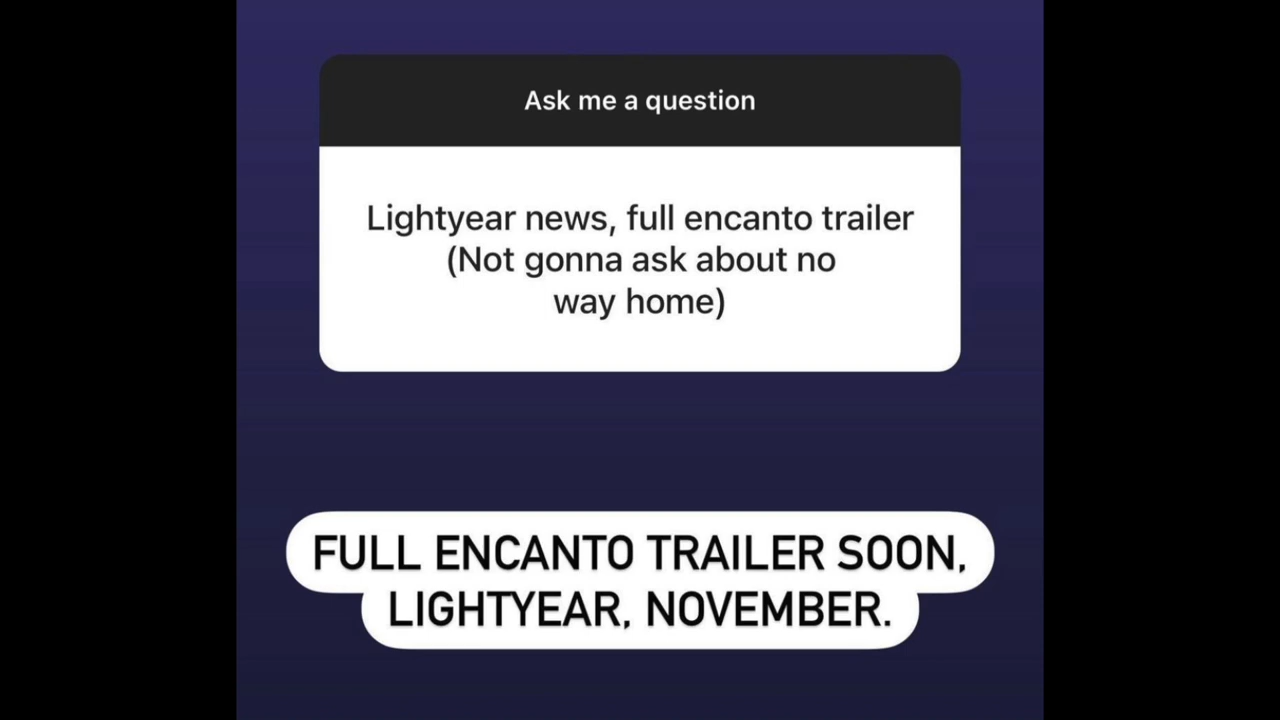 Ask me a question
Lightyear news, full encanto trailer
(Not gonna ask about no
way home)
FULL ENCANTO TRAILER SOON,
LIGHTYEAR, NOVEMBER.